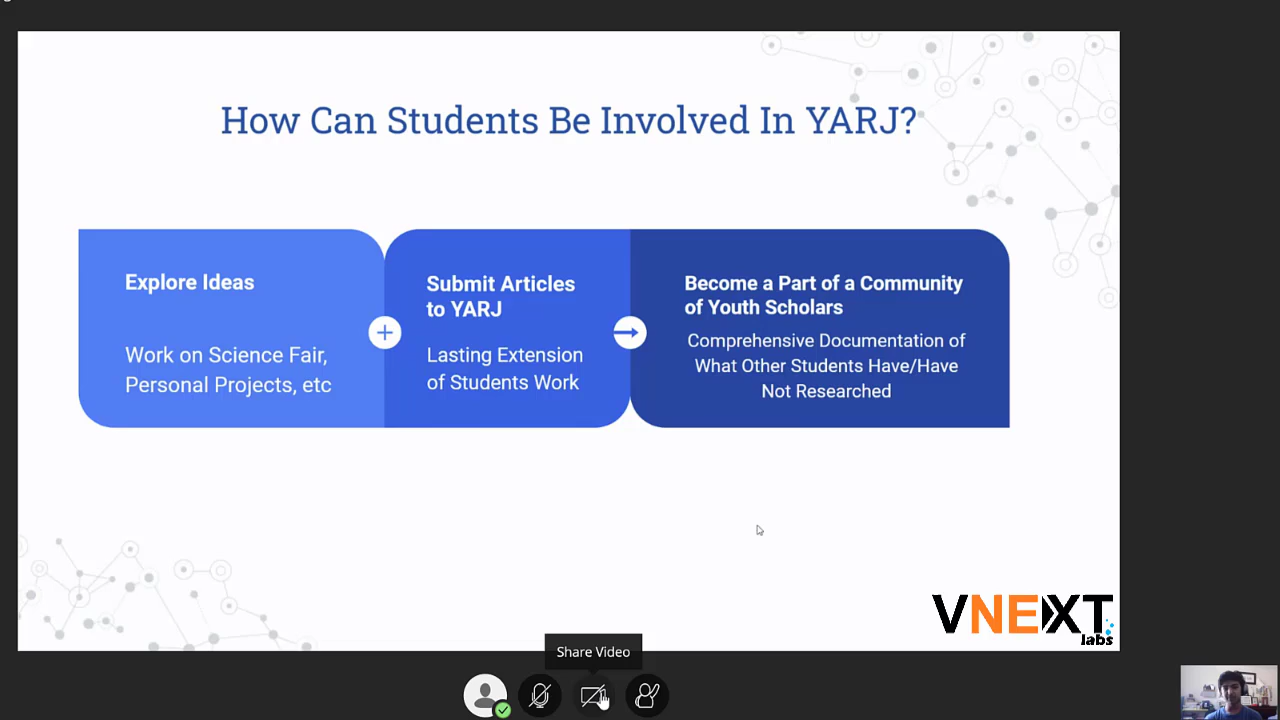 How Can Students Be Involved In YARJ?
Explore Ideas
Work on Science Fair,
Personal Projects, etc
Submit Articles
to YARJ
Lasting Extension
of Students Work
Become a Part of a Community
of Youth Scholars
Comprehensive Documentation of
What Other Students Have/Have
Not Researched
VNEXT
labs
Share Video